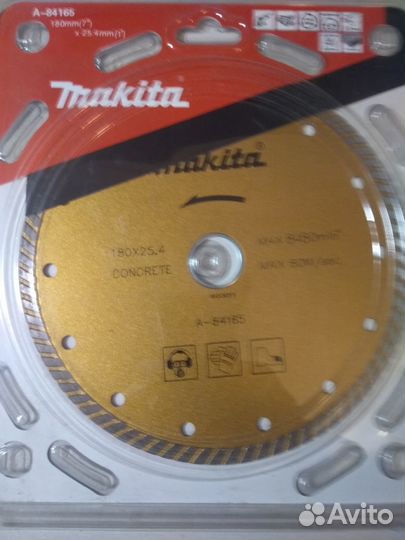 A-84165
180mm(7")
x 25.4mm(1")
makita
makita®
180X25.4
CONCRETE
MAX 8480min
MAX 80M/sec.
A-84165
Avito